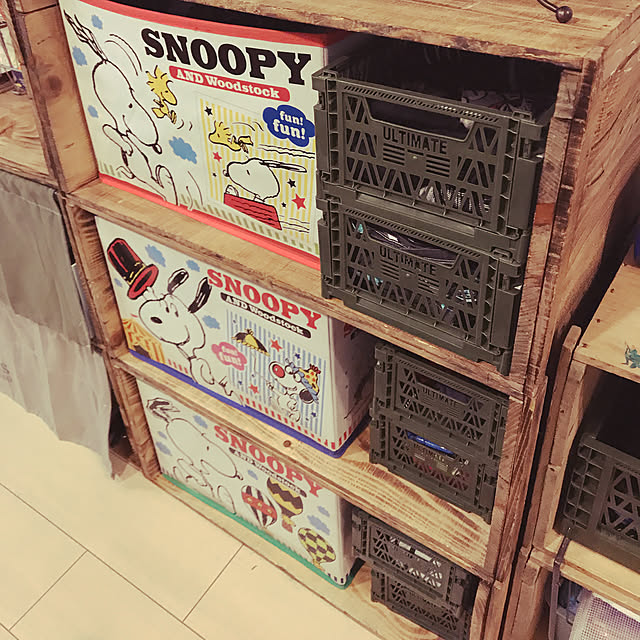 SNOOPY
AND Woodstock
fun!
fun!
ULTIMATE
ULTIMATE
SNOOPY
AND Woodstock
fun!
ULTIMATE
SNOOPY
AND Woodstock